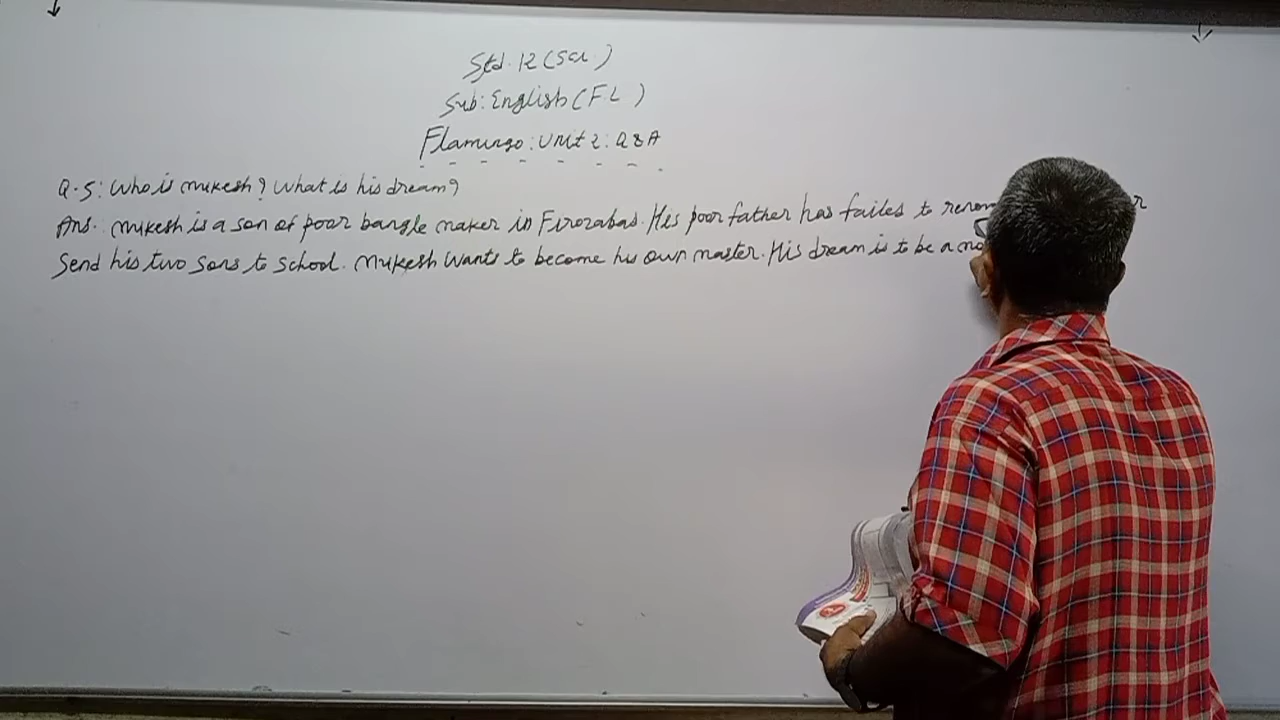 Std. 12 (Sci.)
Sub: English (F L )
Flamingo: Unit 2: Q & A
Q.5: Who is Mukesh? What is his dream?
Ans.: Mukesh is a son of poor bangle maker in Firozabad. His poor father has failed to
Send his two sons to school. Mukesh wants to become his own master. His dream is to be a